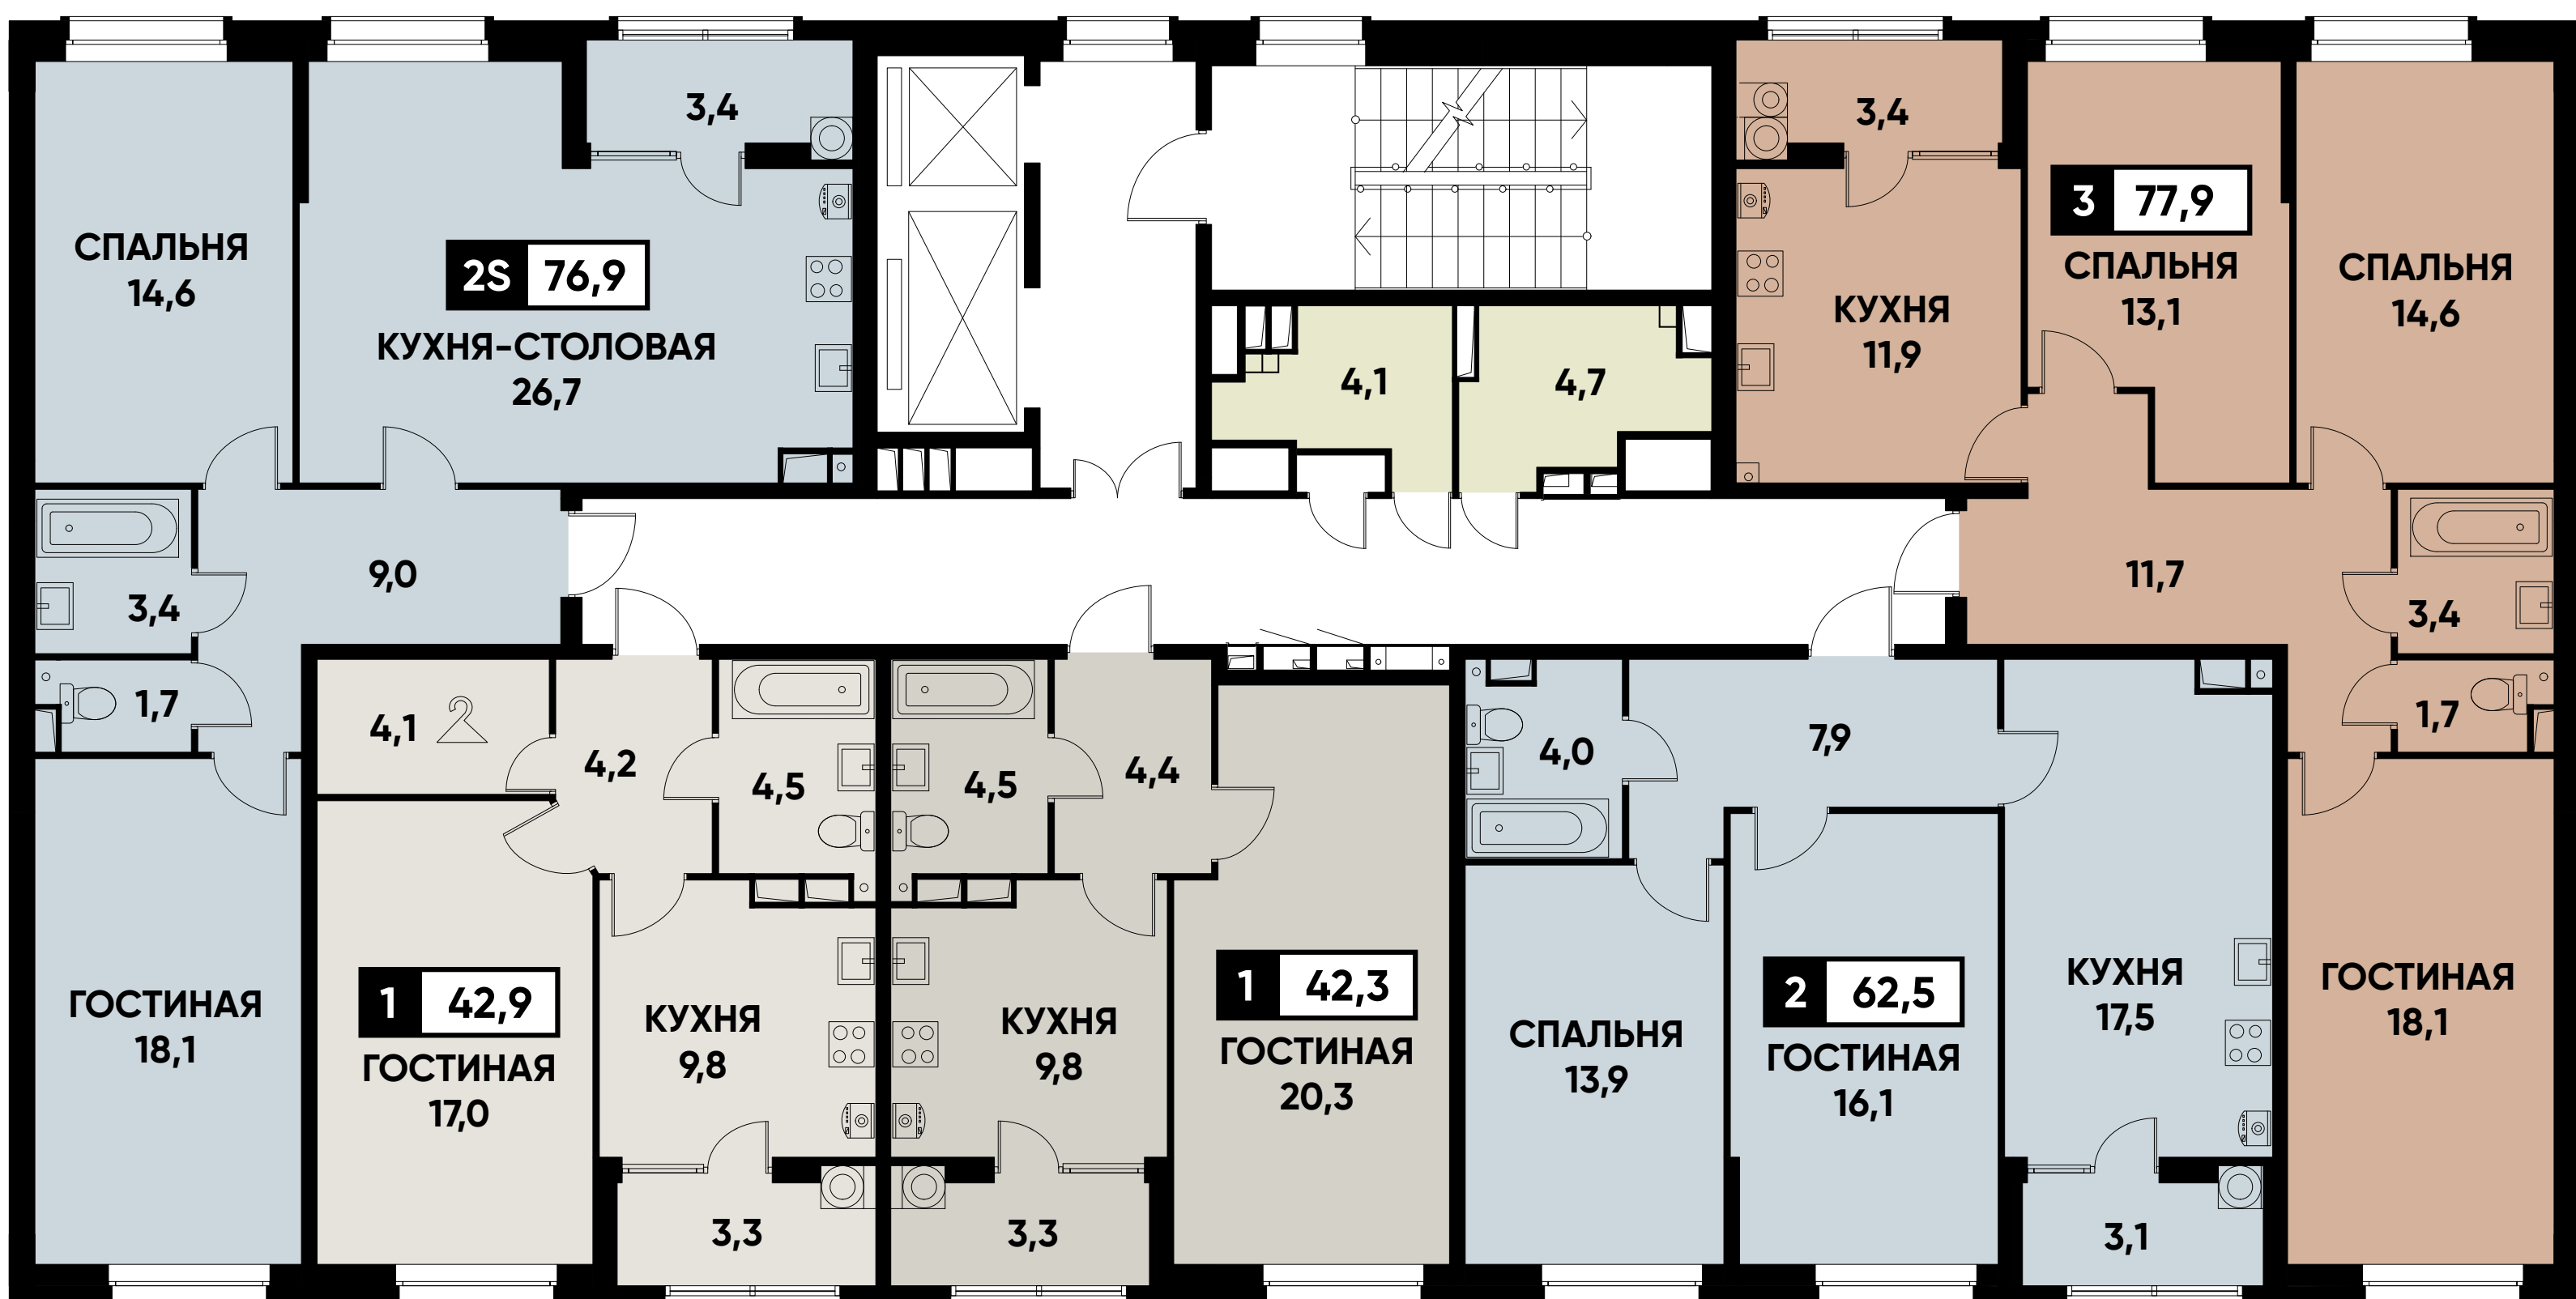 3,4
3,4
3 77,9
СПАЛЬНЯ
14,6
2S 76,9
КУХНЯ-СТОЛОВАЯ
26,7
4,1
4,7
КУХНЯ
11,9
СПАЛЬНЯ
13,1
СПАЛЬНЯ
14,6
9,0
3,4
1,7
11,7
3,4
1,7
4,1
4,2
4,5
4,5
4,4
4,0
7,9
ГОСТИНАЯ
18,1
1 42,9
ГОСТИНАЯ
17,0
КУХНЯ
9,8
КУХНЯ
9,8
1 42,3
ГОСТИНАЯ
20,3
СПАЛЬНЯ
13,9
2 62,5
ГОСТИНАЯ
16,1
КУХНЯ
17,5
ГОСТИНАЯ
18,1
3,3
3,3
3,1